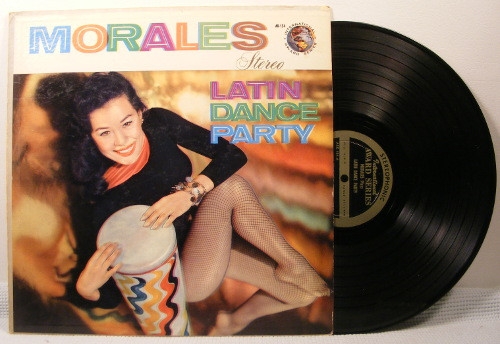 MORALES
Stereo
LATIN
DANCE
PARTY
STEREOPHONIC
AWARD SERIES